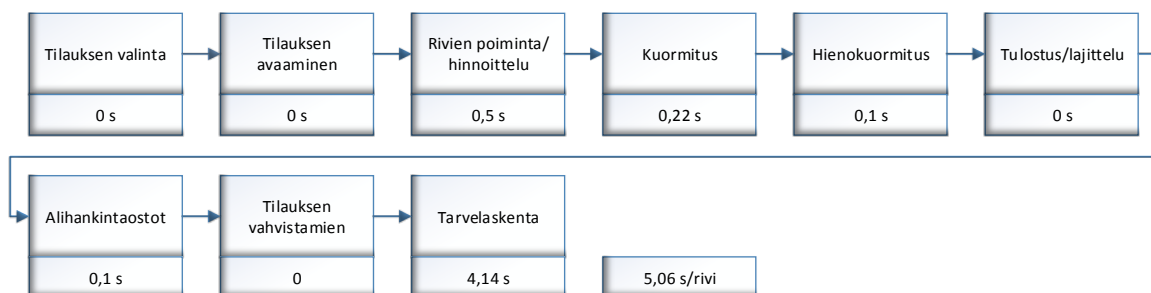 Tilauksen valinta
0 s
Tilauksen
avaaminen
0 s
Rivien poiminta/
hinnoittelu
0,5 s
Kuormitus
0,22 s
Hienokuormitus
0,1 s
Tulostus/lajittelu
0 s
Alihankintaostot
0,1 s
Tilauksen
vahvistamien
0
Tarvelaskenta
4,14 s
5,06 s/rivi